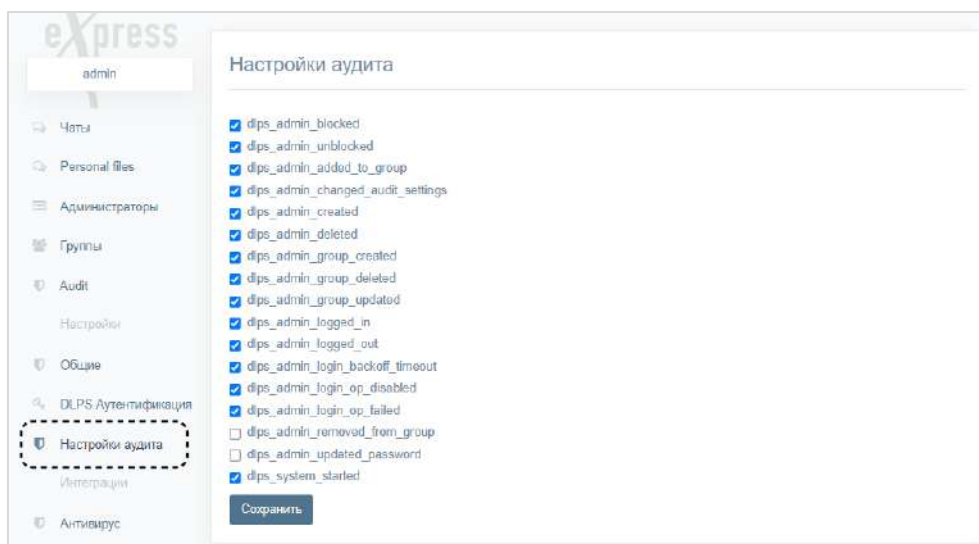 eXpress
admin
Чаты
Personal files
Администраторы
Группы
Audit
Настройки
Общие
DLPS Аутентификация
Настройки аудита
Интеграции
Антивирус
Настройки аудита
dlps_admin_blocked
dlps_admin_unblocked
dlps_admin_added_to_group
dlps_admin_changed_audit_settings
dlps_admin_created
dlps_admin_deleted
dlps_admin_group_created
dlps_admin_group_deleted
dlps_admin_group_updated
dlps_admin_logged_in
dlps_admin_logged_out
dlps_admin_login_backoff_timeout
dlps_admin_login_op_disabled
dlps_admin_login_op_failed
dlps_admin_removed_from_group
dlps_admin_updated_password
dlps_system_started
Сохранить